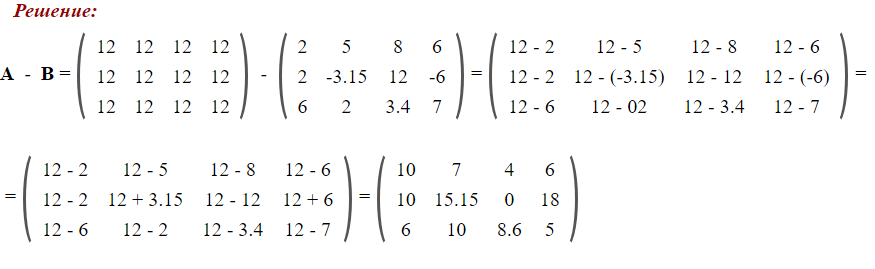 Решение:
12 12 12 12 2 5 8 6 12 - 2 12 - 5 12 - 8 12 - 6
A - B = 12 12 12 12 - 2 -3.15 12 -6 = 12 - 2 12 - (-3.15) 12 - 12 12 - (-6) =
12 12 12 12 6 2 3.4 7 12 - 6 12 - 02 12 - 3.4 12 - 7
12 - 2 12 - 5 12 - 8 12 - 6 10 7 4 6
= 12 - 2 12 + 3.15 12 - 12 12 + 6 = 10 15.15 0 18
12 - 6 12 - 2 12 - 3.4 12 - 7 6 10 8.6 5